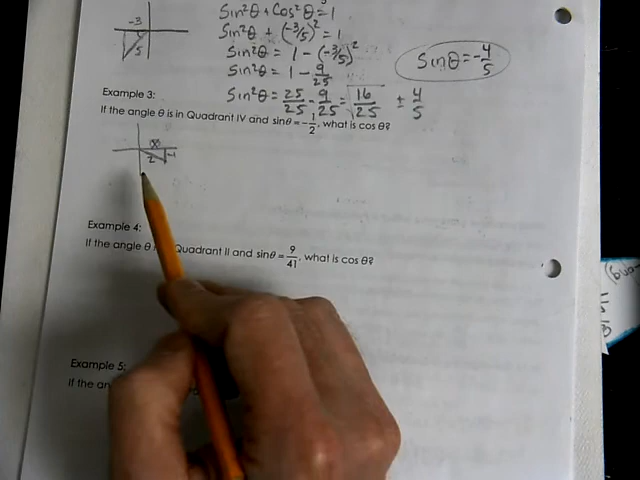 Sin²θ + Cos²θ = 1
-3
5
Sin²θ + (-3/5)² = 1
Sin²θ = 1 - (-3/5)²
Sin²θ = 1 - 9/25
Sinθ = -4/5
Sin²θ = 25/25 - 9/25 = √16/25 ± 4/5
Example 3:
If the angle θ is in Quadrant IV and sinθ = -1/2, what is cos θ?
x
2 -1
Example 4:
If the angle θ Quadrant II and sinθ = 9/41, what is cos θ?
Example 5:
If the